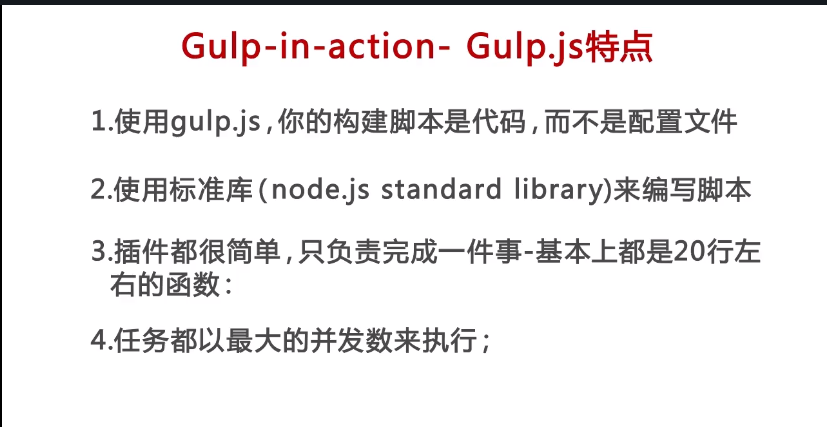 Gulp-in-action- Gulp.js特点
1.使用gulp.js,你的构建脚本是代码,而不是配置文件
2.使用标准库(node.js standard library)来编写脚本
3.插件都很简单,只负责完成一件事-基本上都是20行左
右的函数:
4.任务都以最大的并发数来执行;